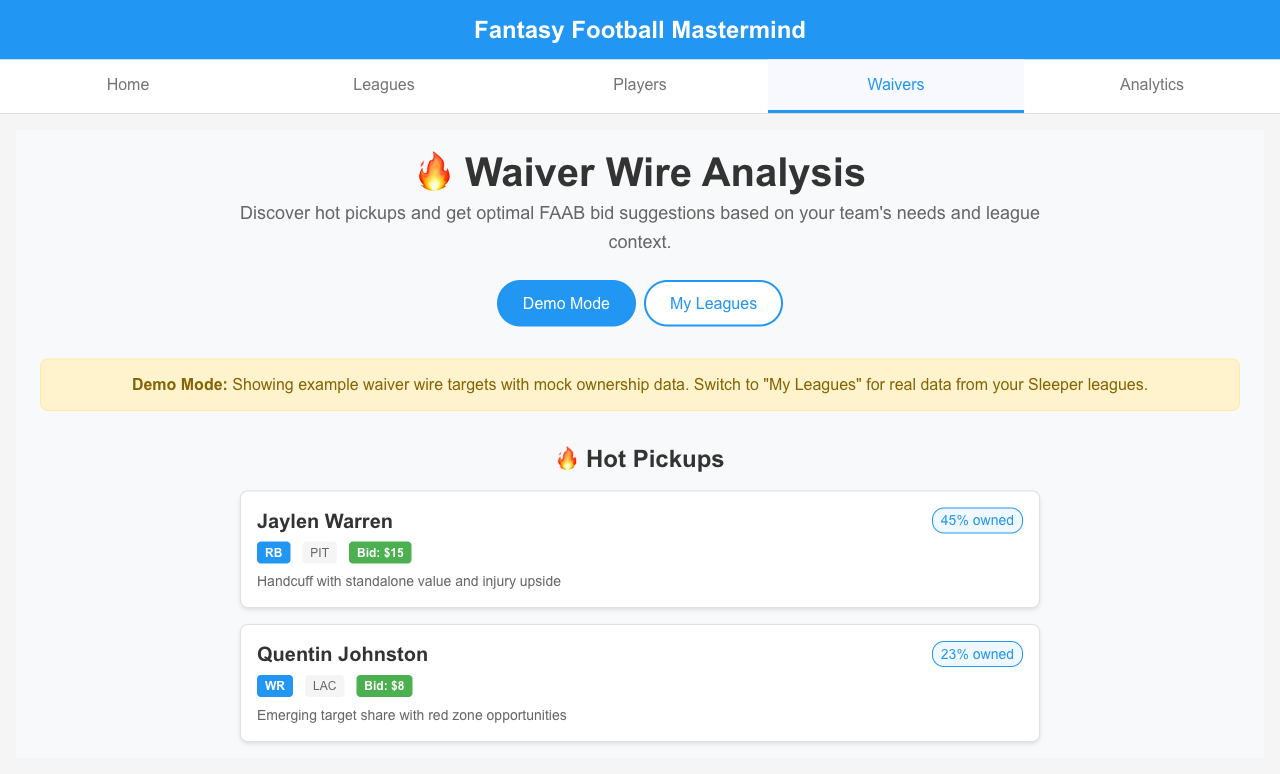 Fantasy Football Mastermind
Home Leagues Players Waivers Analytics
🔥 Waiver Wire Analysis
Discover hot pickups and get optimal FAAB bid suggestions based on your team's needs and league
context.
Demo Mode My Leagues
Demo Mode: Showing example waiver wire targets with mock ownership data. Switch to "My Leagues" for real data from your Sleeper leagues.
🔥 Hot Pickups
Jaylen Warren 45% owned
RB PIT Bid: $15
Handcuff with standalone value and injury upside
Quentin Johnston 23% owned
WR LAC Bid: $8
Emerging target share with red zone opportunities